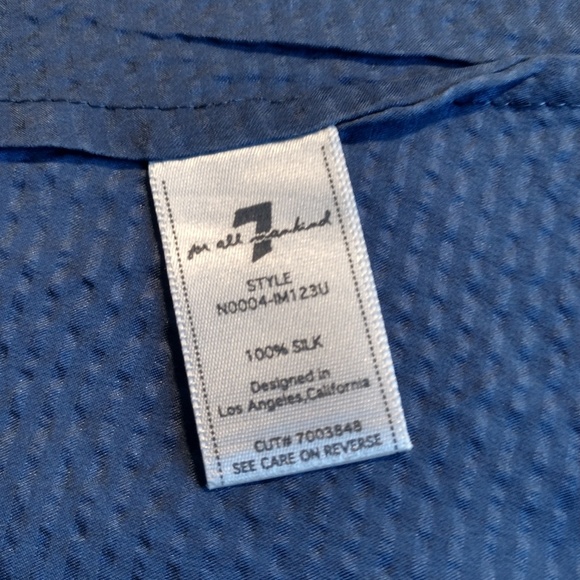 7
for all mankind
STYLE
N0004-IM123U
100% SILK
Designed in
Los Angeles, California
CUT# 7003848
SEE CARE ON REVERSE